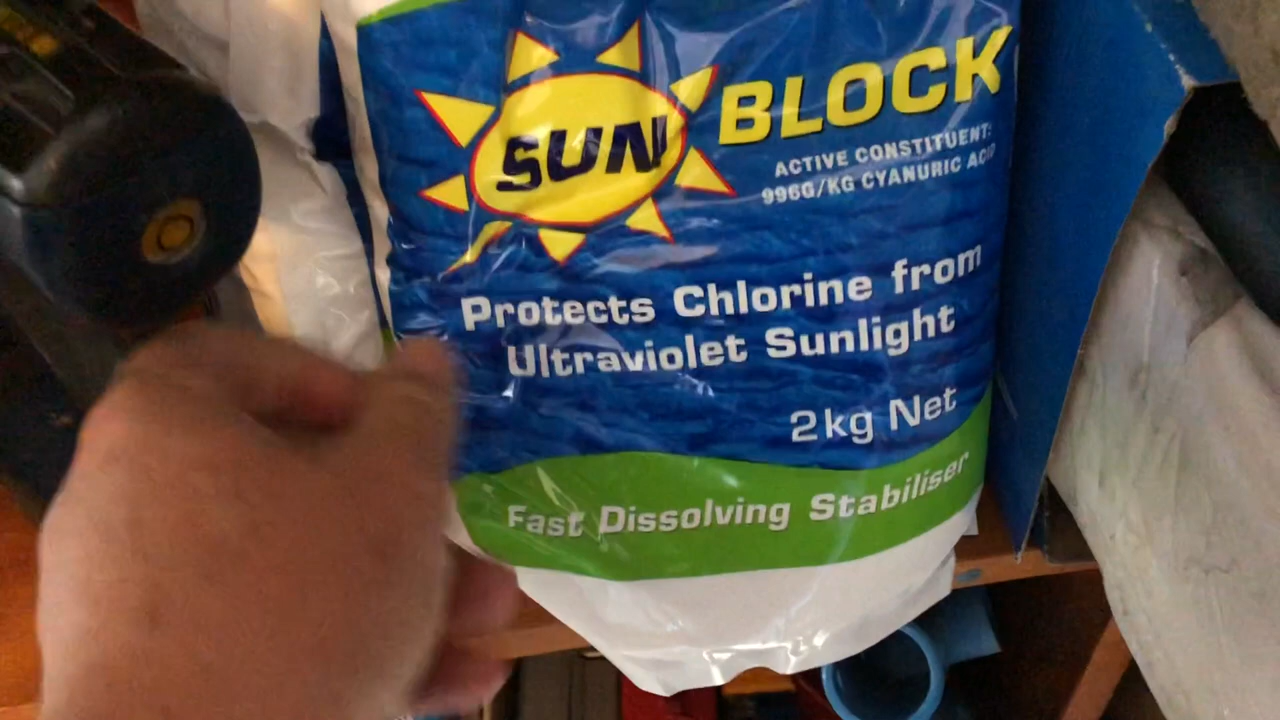 SUN BLOCK
ACTIVE CONSTITUENT:
996G/KG CYANURIC ACID
Protects Chlorine from
Ultraviolet Sunlight
2kg Net
Fast Dissolving Stabiliser